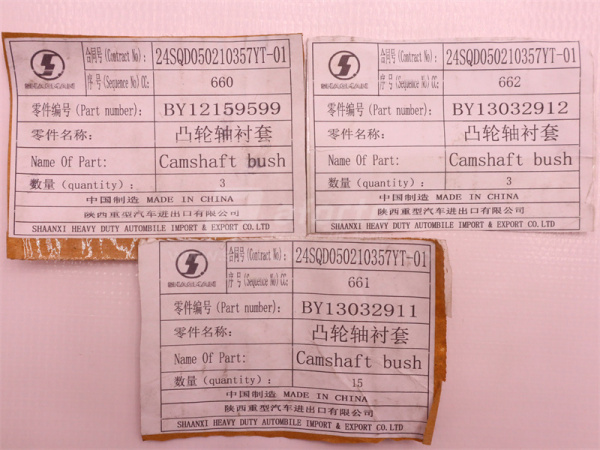 合同号(Contract No): 24SQD050210357YT-01
序号(Sequence No)CC: 660
零件编号(Part number): BY12159599
零件名称: 凸轮轴衬套
Name Of Part: Camshaft bush
数量(quantity): 3
中国制造 MADE IN CHINA
陕西重型汽车进出口有限公司
SHAANXI HEAVY DUTY AUTOMBILE IMPORT & EXPORT CO.LTD
合同号(Contract No): 24SQD050210357YT-01
序号(Sequence No)CC: 662
零件编号(Part number): BY13032912
零件名称: 凸轮轴衬套
Name Of Part: Camshaft bush
数量(quantity): 3
中国制造 MADE IN CHINA
陕西重型汽车进出口有限公司
SHAANXI HEAVY DUTY AUTOMBILE IMPORT & EXPORT CO.LTD
合同号(Contract No): 24SQD050210357YT-01
序号(Sequence No)CC: 661
零件编号(Part number): BY13032911
零件名称: 凸轮轴衬套
Name Of Part: Camshaft bush
数量(quantity): 15
中国制造 MADE IN CHINA
陕西重型汽车进出口有限公司
SHAANXI HEAVY DUTY AUTOMBILE IMPORT & EXPORT CO.LTD